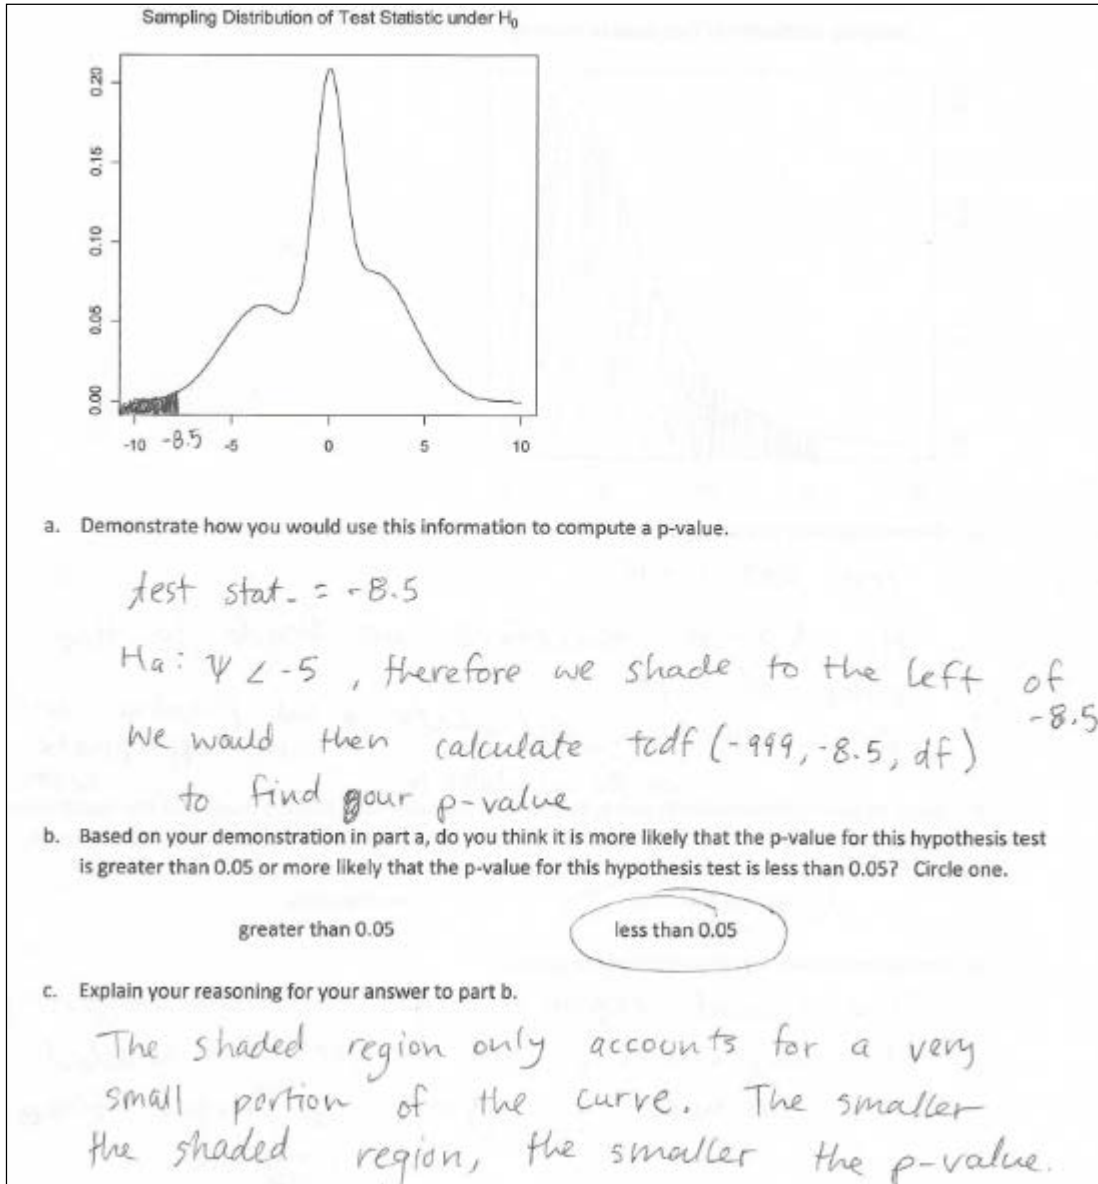 Sampling Distribution of Test Statistic under H₀
0.20
0.15
0.10
0.05
0.00
-10 -8.5 -5 0 5 10
a. Demonstrate how you would use this information to compute a p-value.
test stat. = -8.5
Ha: Ψ < -5, therefore we shade to the left of
-8.5
We would then calculate tcdf (-999, -8.5, df)
to find our p-value
b. Based on your demonstration in part a, do you think it is more likely that the p-value for this hypothesis test
is greater than 0.05 or more likely that the p-value for this hypothesis test is less than 0.05? Circle one.
greater than 0.05 less than 0.05
c. Explain your reasoning for your answer to part b.
The shaded region only accounts for a very
small portion of the curve. The smaller
the shaded region, the smaller the p-value.